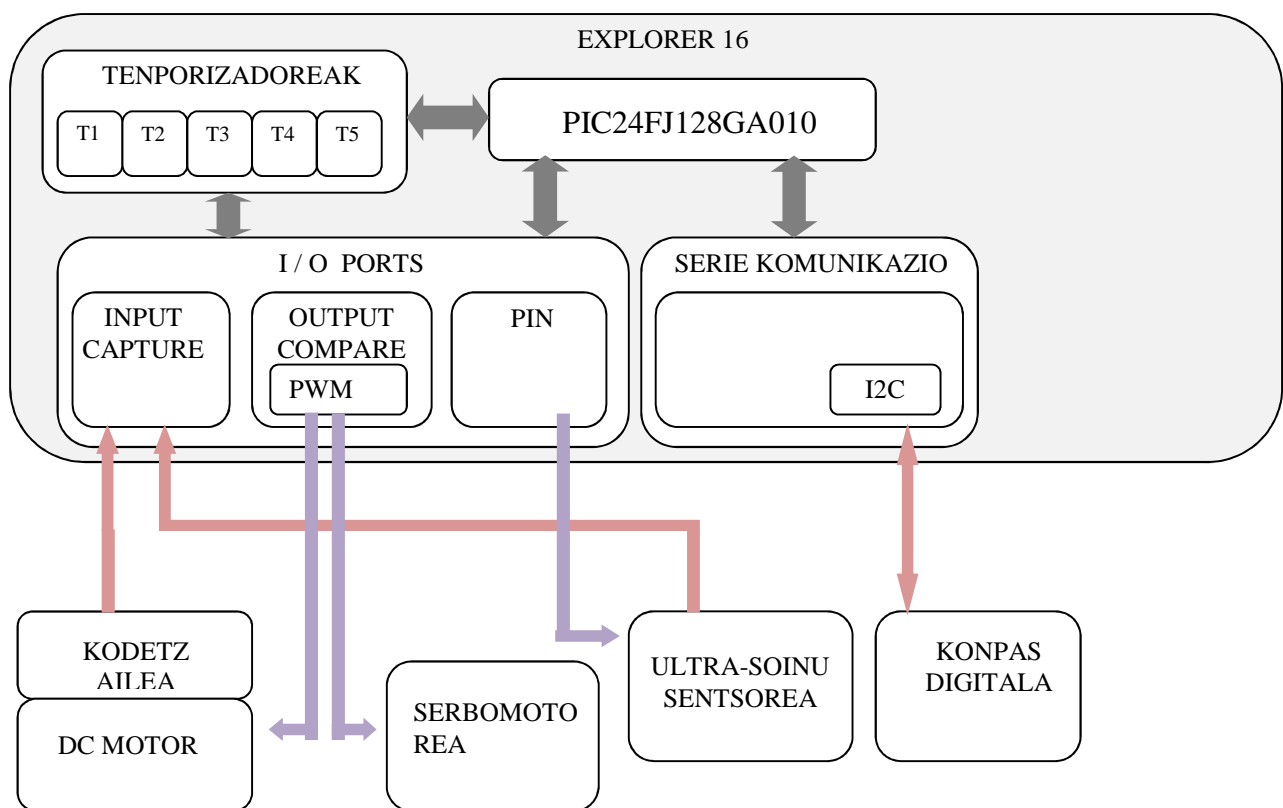 EXPLORER 16
TENPORIZADOREAK
T1 T2 T3 T4 T5
PIC24FJ128GA010
I / O PORTS
INPUT
CAPTURE
OUTPUT
COMPARE
PWM
PIN
SERIE KOMUNIKAZIO
I2C
KODETZ
AILEA
DC MOTOR
SERBOMOTO
REA
ULTRA-SOINU
SENTSOREA
KONPAS
DIGITALA